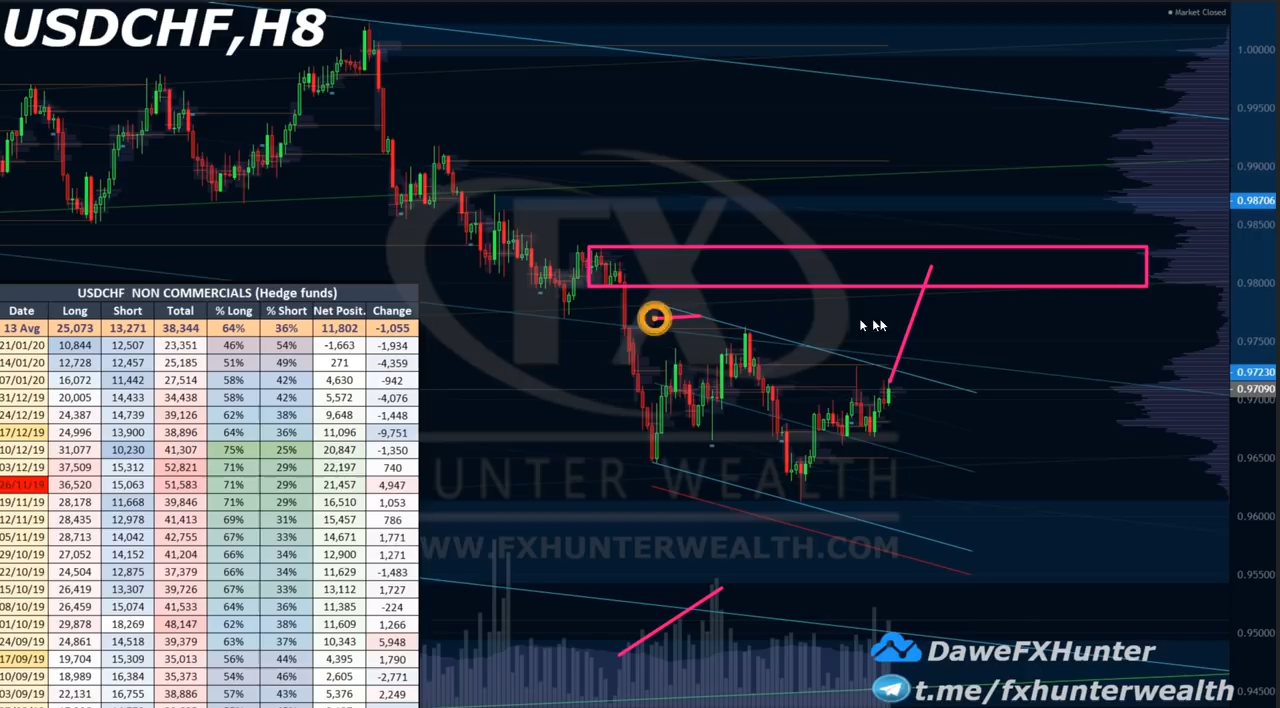 USDCHF,H8
Market Closed
1.00000
0.99500
0.99000
0.98706
0.98500
0.98000
0.97500
0.97230
0.97090
0.97000
0.96500
0.96000
0.95500
0.95000
0.94500
FX
HUNTER WEALTH
WWW.FXHUNTERWEALTH.COM
USDCHF NON COMMERCIALS (Hedge funds)
Date Long Short Total % Long % Short Net Posit. Change
13 Avg 25,073 13,271 38,344 64% 36% 11,802 -1,055
21/01/20 10,844 12,507 23,351 46% 54% -1,663 -1,934
14/01/20 12,728 12,457 25,185 51% 49% 271 -4,359
07/01/20 16,072 11,442 27,514 58% 42% 4,630 -942
31/12/19 20,005 14,433 34,438 58% 42% 5,572 -4,076
24/12/19 24,387 14,739 39,126 62% 38% 9,648 -1,448
17/12/19 24,996 13,900 38,896 64% 36% 11,096 -9,751
10/12/19 31,077 10,230 41,307 75% 25% 20,847 -1,350
03/12/19 37,509 15,312 52,821 71% 29% 22,197 740
26/11/19 36,520 15,063 51,583 71% 29% 21,457 4,947
19/11/19 28,178 11,668 39,846 71% 29% 16,510 1,053
12/11/19 28,435 12,978 41,413 69% 31% 15,457 786
05/11/19 28,713 14,042 42,755 67% 33% 14,671 1,771
29/10/19 27,052 14,152 41,204 66% 34% 12,900 1,271
22/10/19 24,504 12,875 37,379 66% 34% 11,629 -1,483
15/10/19 26,419 13,307 39,726 67% 33% 13,112 1,727
08/10/19 26,459 15,074 41,533 64% 36% 11,385 -224
01/10/19 29,878 18,269 48,147 62% 38% 11,609 1,266
24/09/19 24,861 14,518 39,379 63% 37% 10,343 5,948
17/09/19 19,704 15,309 35,013 56% 44% 4,395 1,790
10/09/19 18,989 16,384 35,373 54% 46% 2,605 -2,771
03/09/19 22,131 16,755 38,886 57% 43% 5,376 2,249
DaweFXHunter
t.me/fxhunterwealth